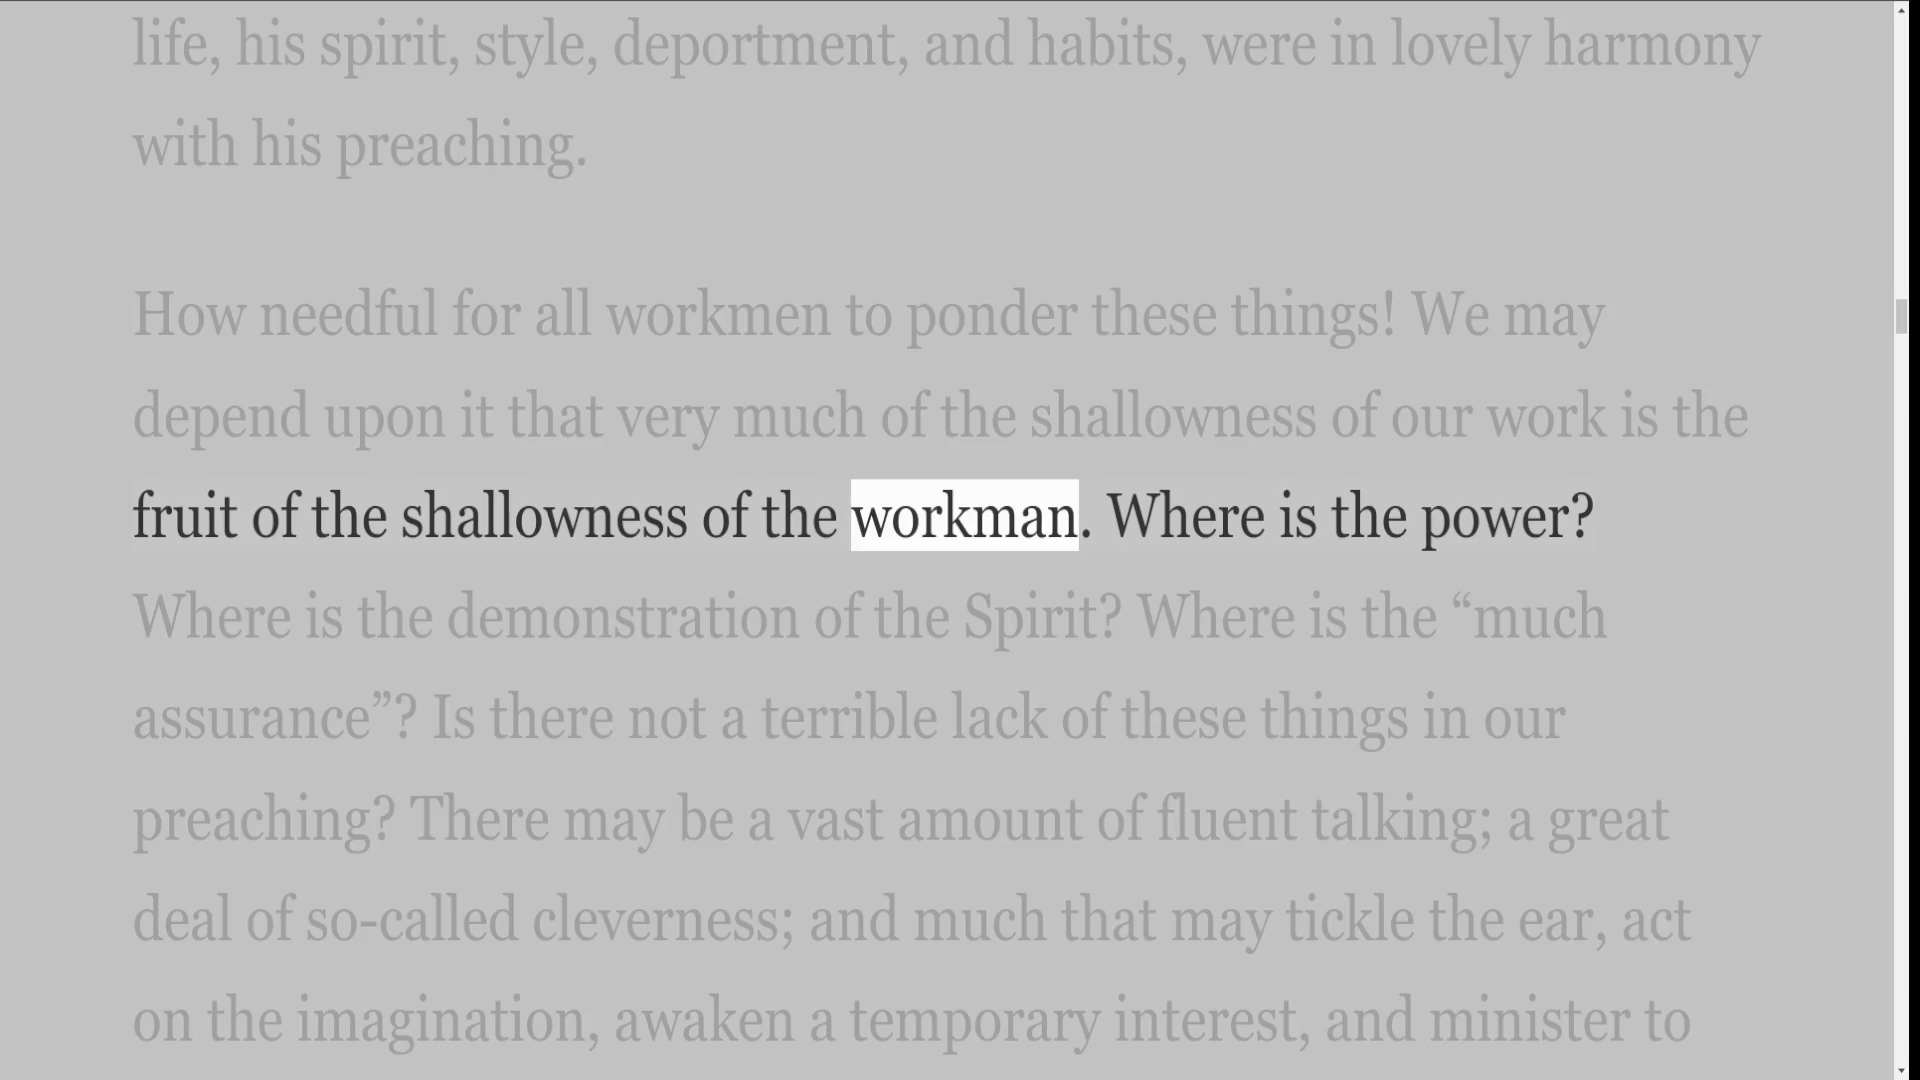 life, his spirit, style, deportment, and habits, were in lovely harmony
with his preaching.
How needful for all workmen to ponder these things! We may
depend upon it that very much of the shallowness of our work is the
fruit of the shallowness of the workman. Where is the power?
Where is the demonstration of the Spirit? Where is the “much
assurance”? Is there not a terrible lack of these things in our
preaching? There may be a vast amount of fluent talking; a great
deal of so-called cleverness; and much that may tickle the ear, act
on the imagination, awaken a temporary interest, and minister to